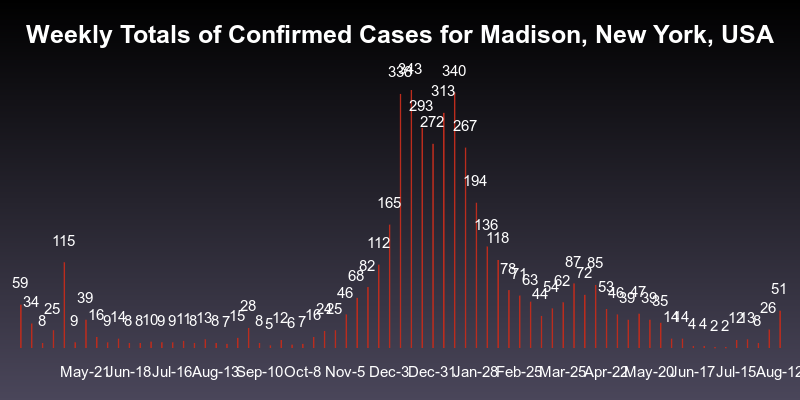 Weekly Totals of Confirmed Cases for Madison, New York, USA
59 34 8 25 115 9 39 16 9 14 8 8 10 9 9 11 8 13 8 7 15 28 8 5 12 6 7 16 24 25 46 68 82 112 165 338 343 293 272 313 340 267 194 136 118 78 71 63 44 54 62 87 72 85 53 46 39 47 39 35 14 14 4 4 2 2 12 13 8 26 51
May-21 Jun-18 Jul-16 Aug-13 Sep-10 Oct-8 Nov-5 Dec-3 Dec-31 Jan-28 Feb-25 Mar-25 Apr-22 May-20 Jun-17 Jul-15 Aug-12